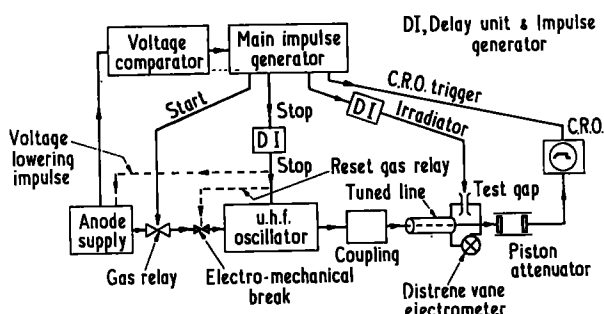 DI, Delay unit & Impulse
generator
Voltage
comparator
Main impulse
generator
Start
Stop
DI
Stop
DI
Irradiator
C.R.O. trigger
C.R.O.
Voltage
lowering
impulse
Reset gas relay
Tuned line
Test gap
Anode
supply
u.h.f.
oscillator
Gas relay
Electro-mechanical
break
Coupling
Piston
attenuator
Distrene vane
electrometer